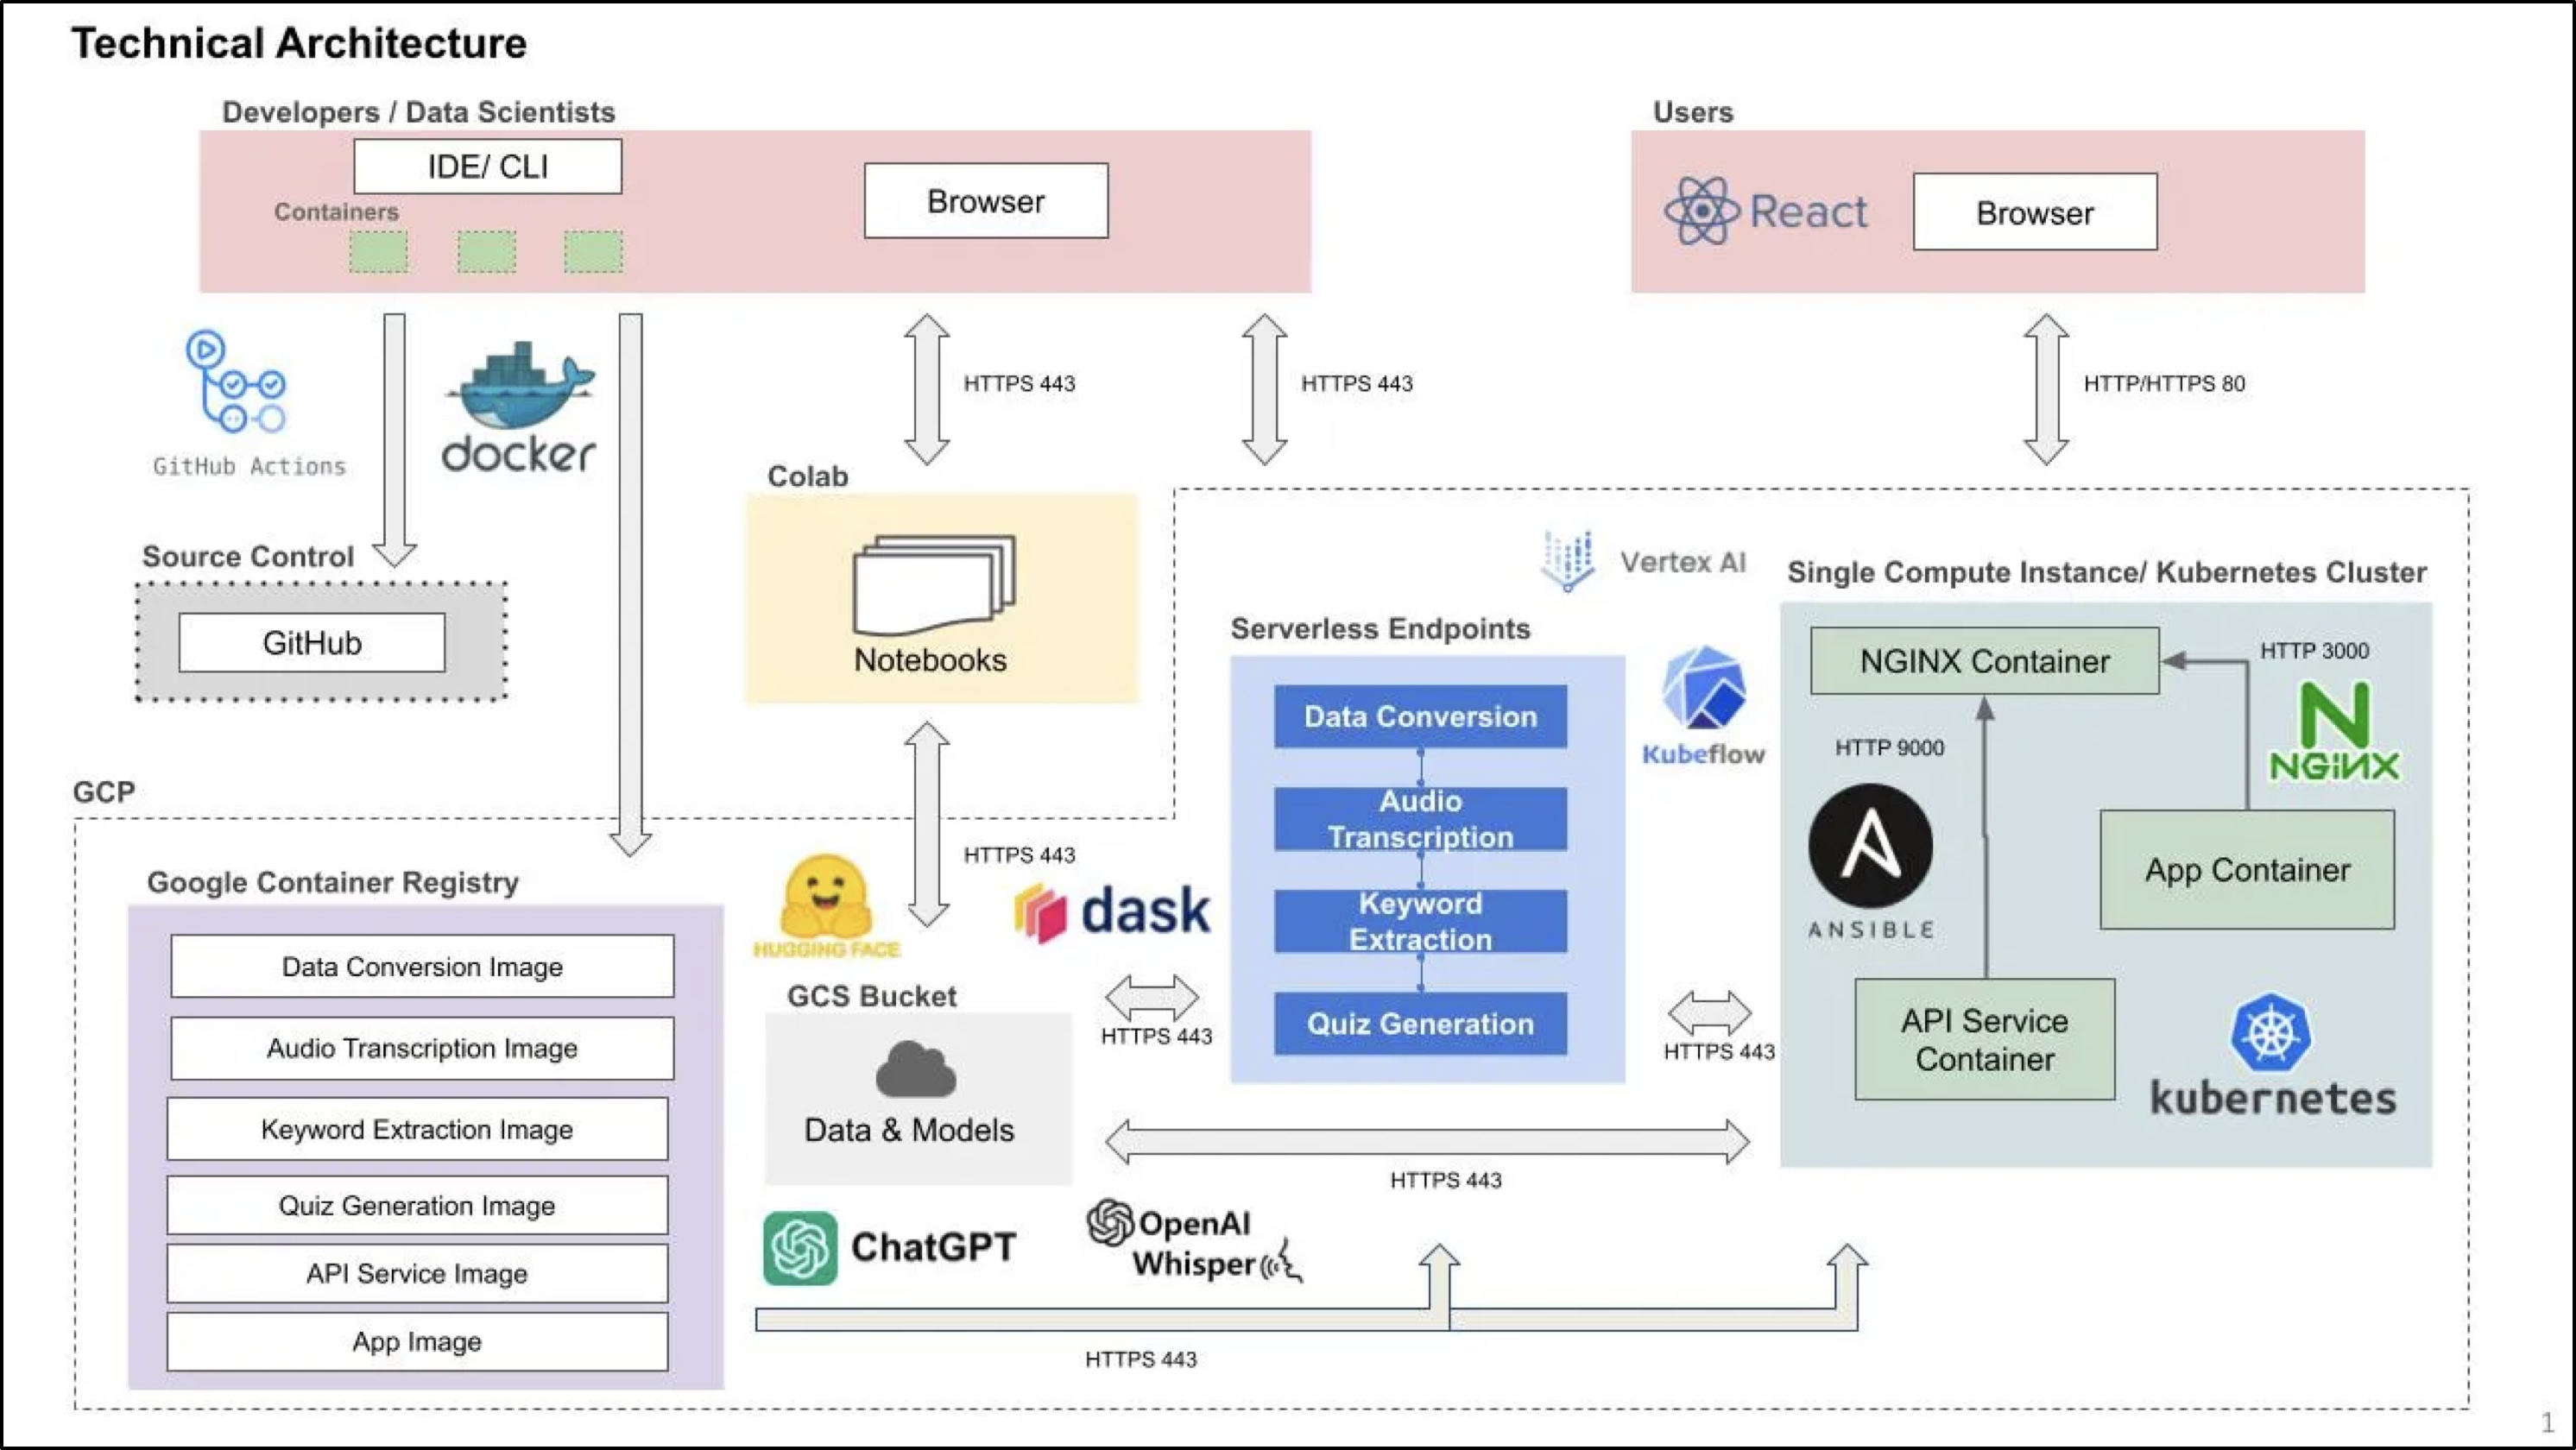 Technical Architecture
Developers / Data Scientists
IDE/ CLI
Containers
Browser
Users
React
Browser
GitHub Actions
docker
HTTPS 443
HTTPS 443
HTTP/HTTPS 80
Colab
Notebooks
Source Control
GitHub
Vertex AI
Kubeflow
Serverless Endpoints
Data Conversion
Audio
Transcription
Keyword
Extraction
Quiz Generation
Single Compute Instance/ Kubernetes Cluster
NGINX Container
HTTP 3000
NGiNX
HTTP 9000
ANSIBLE
App Container
API Service
Container
kubernetes
GCP
Google Container Registry
Data Conversion Image
Audio Transcription Image
Keyword Extraction Image
Quiz Generation Image
API Service Image
App Image
HTTPS 443
HUGGING FACE
dask
GCS Bucket
Data & Models
HTTPS 443
HTTPS 443
HTTPS 443
ChatGPT
OpenAI
Whisper
HTTPS 443
1